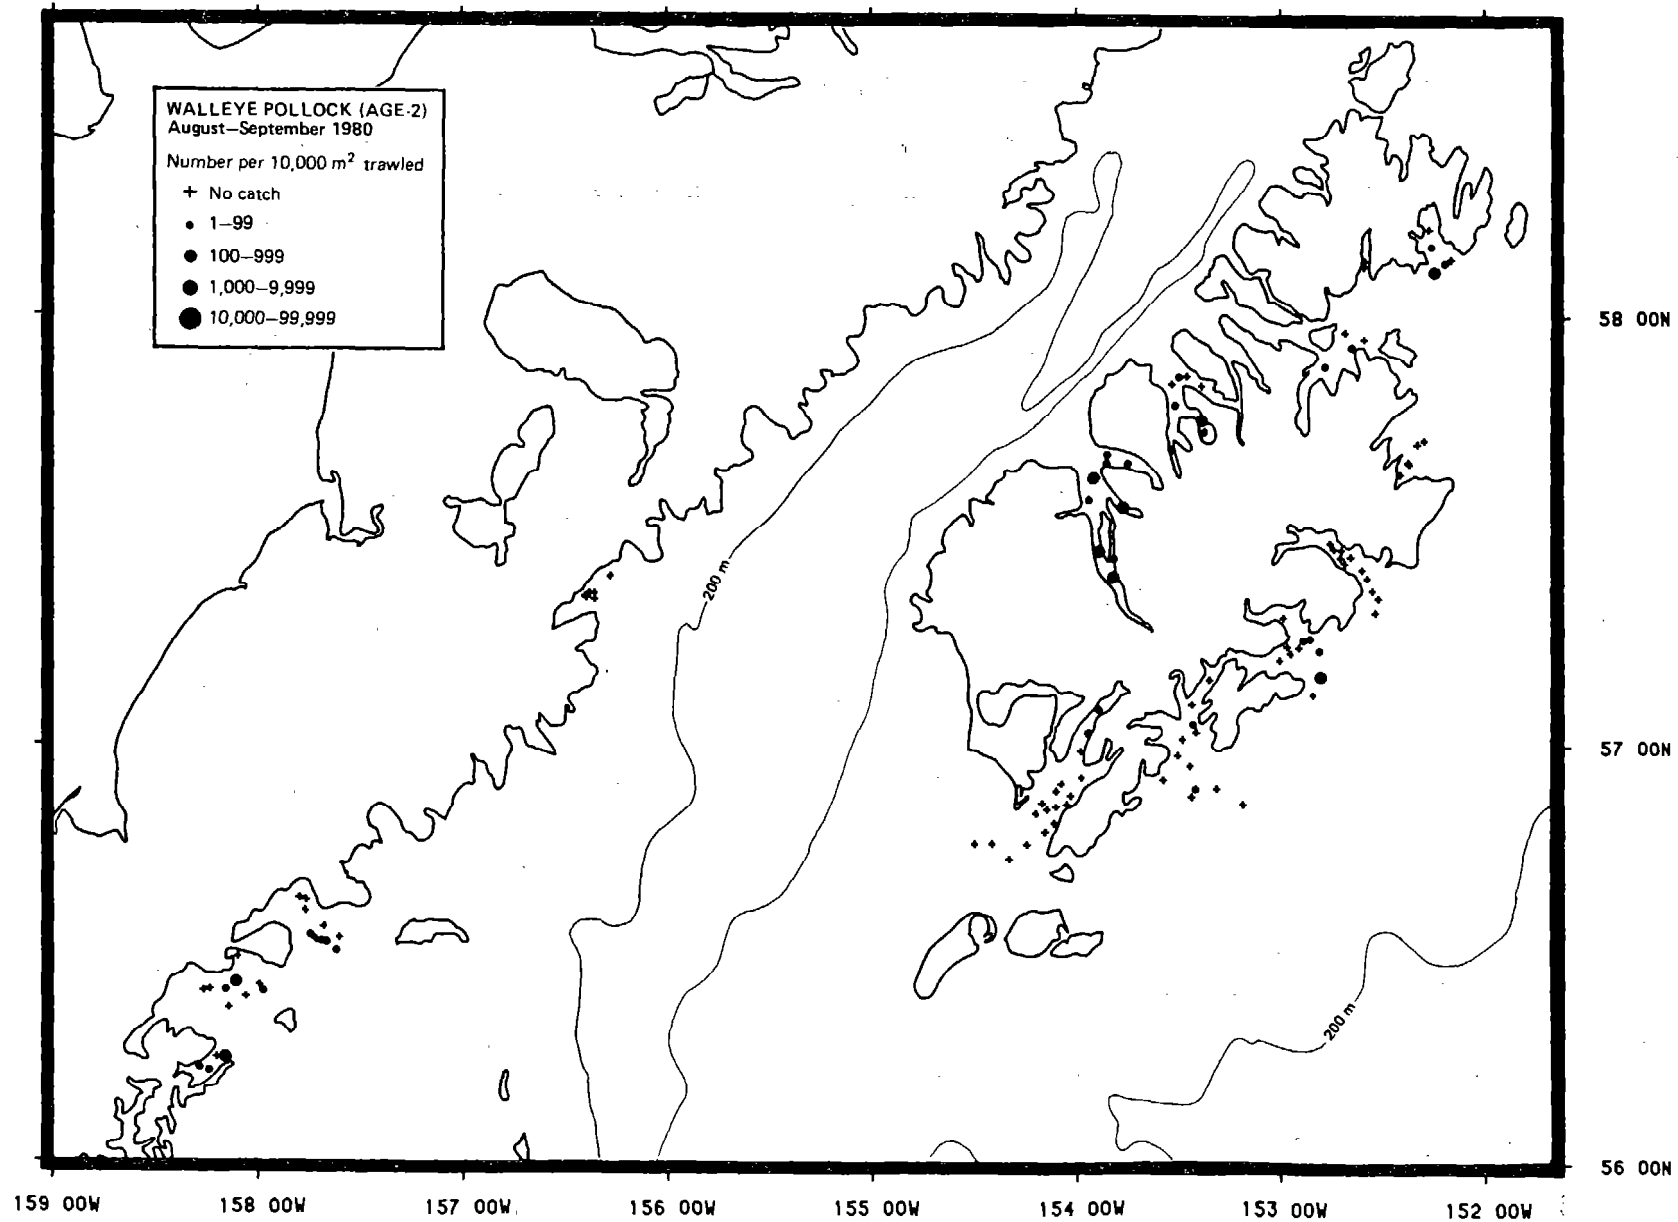 WALLEYE POLLOCK (AGE-2)
August—September 1980
Number per 10,000 m² trawled
+ No catch
1—99
100—999
1,000—9,999
10,000—99,999
58 00N
200 m
57 00N
200 m
56 00N
159 00W 158 00W 157 00W 156 00W 155 00W 154 00W 153 00W 152 00W